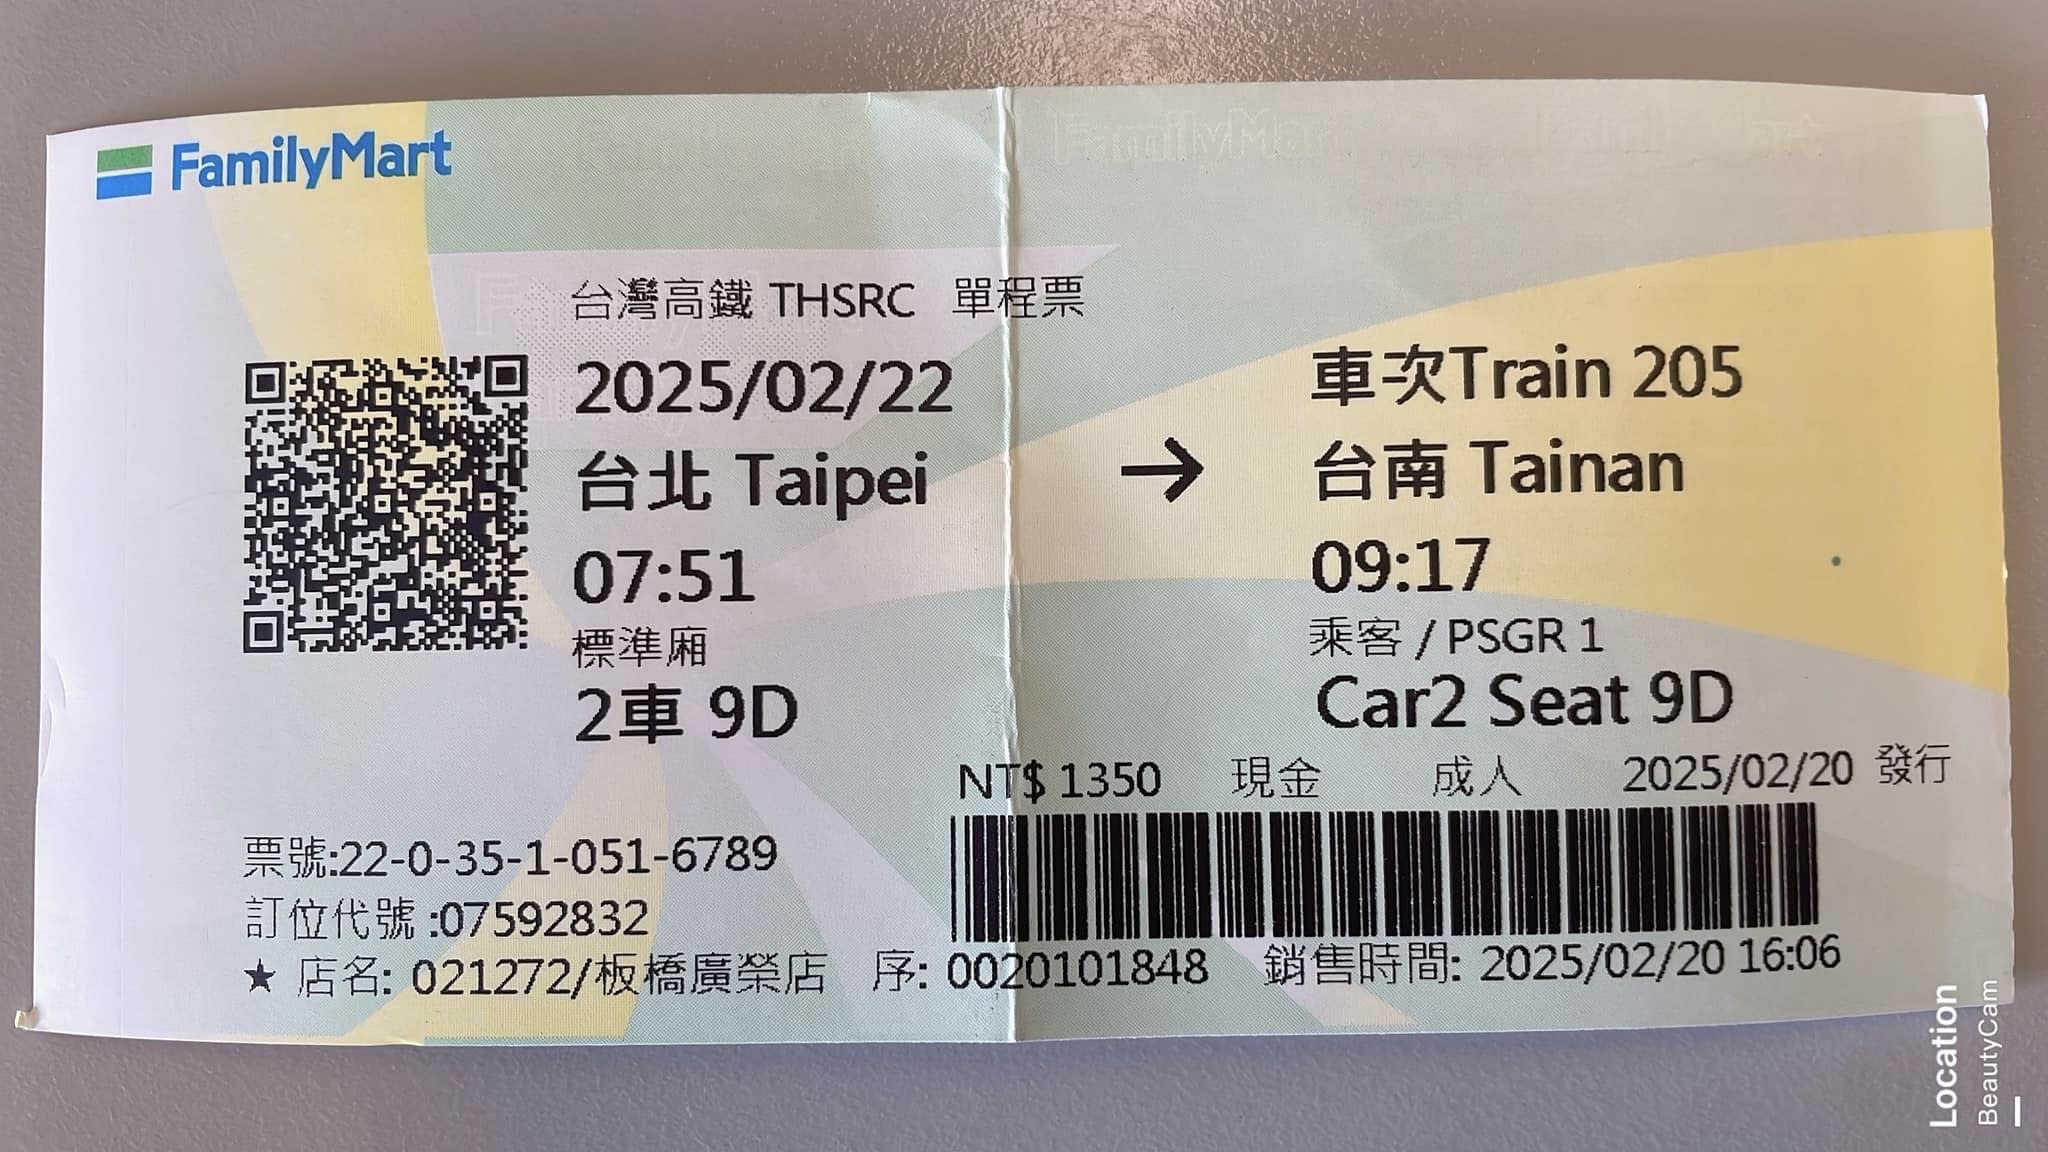 FamilyMart
台灣高鐵 THSRC 單程票
2025/02/22 車次Train 205
台北 Taipei → 台南 Tainan
07:51 09:17
標準廂 乘客 / PSGR 1
2車 9D Car2 Seat 9D
NT$ 1350 現金 成人 2025/02/20 發行
票號:22-0-35-1-051-6789
訂位代號 :07592832
★ 店名: 021272/板橋廣榮店 序: 0020101848 銷售時間: 2025/02/20 16:06
Location
BeautyCam